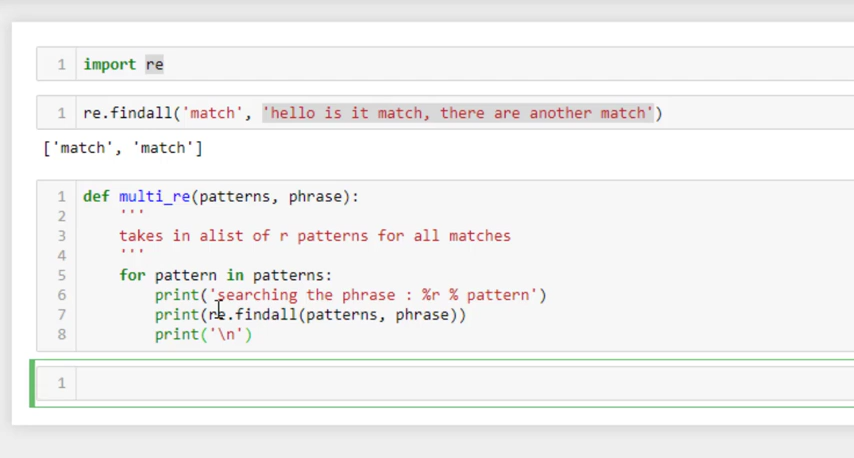 1 import re
1 re.findall('match', 'hello is it match, there are another match')
['match', 'match']
1 def multi_re(patterns, phrase):
2     '''
3     takes in alist of r patterns for all matches
4     '''
5     for pattern in patterns:
6         print('searching the phrase : %r % pattern')
7         print(re.findall(patterns, phrase))
8         print('\n')
1